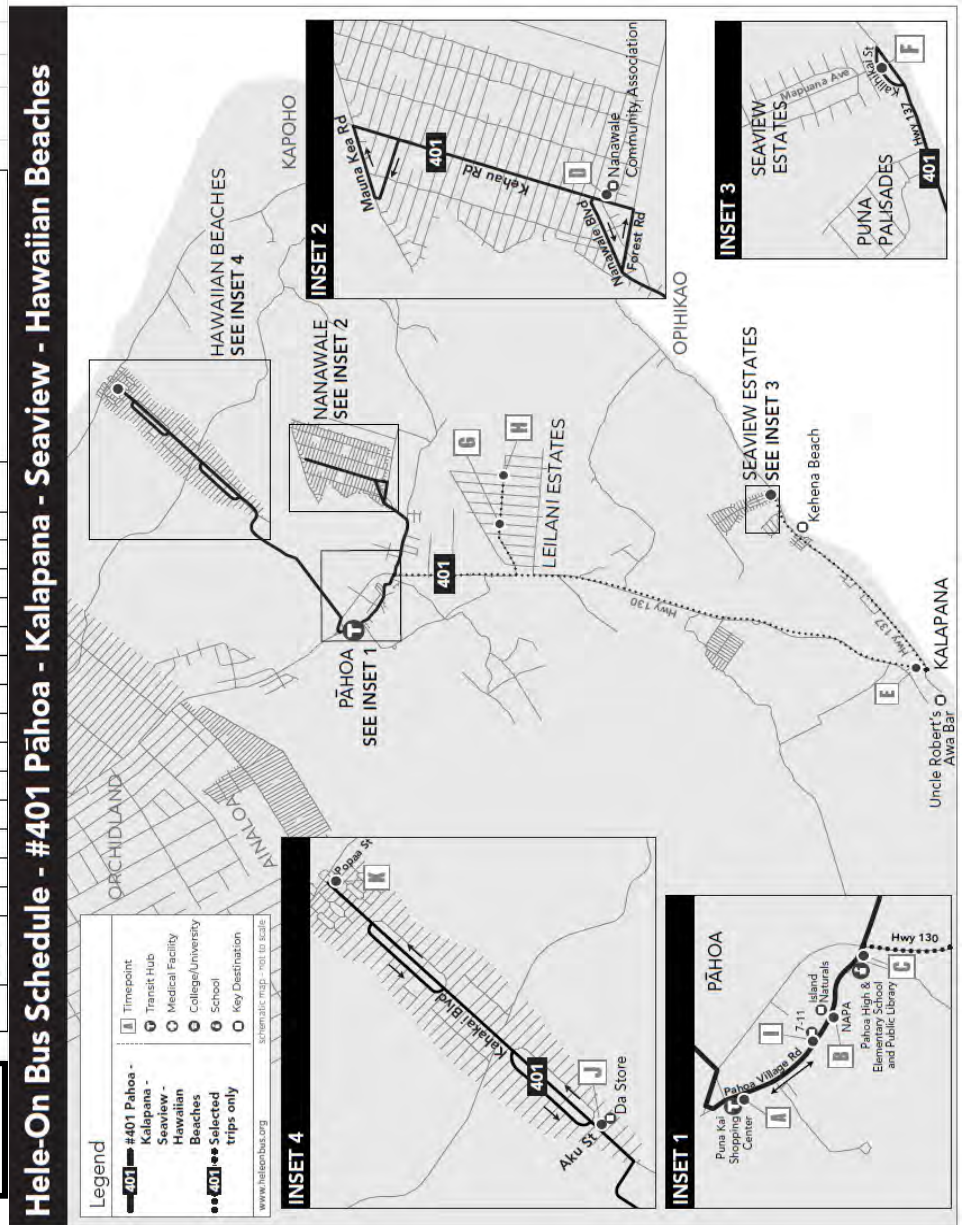 Hele-On Bus Schedule - #401 Pāhoa - Kalapana - Seaview - Hawaiian Beaches
Legend
401
#401 Pahoa -
Kalapana -
Seaview -
Hawaiian
Beaches
401
Selected
trips only
A Timepoint
Transit Hub
Medical Facility
College/University
School
Key Destination
www.heleonbus.org
schematic map - not to scale
ORCHIDLAND
AINALOA
HAWAIIAN BEACHES
SEE INSET 4
KAPOHO
NANAWALE
SEE INSET 2
PĀHOA
SEE INSET 1
401
G
H
LEILANI ESTATES
Hwy 130
OPIHIKAO
SEAVIEW ESTATES
SEE INSET 3
Kehena Beach
Hwy 137
E
KALAPANA
Uncle Robert's
Awa Bar
INSET 4
Popaa St
K
Kahakai Blvd
401
Aku St
J
Da Store
INSET 1
PĀHOA
Puna Kai
Shopping
Center
A
Pahoa Village Rd
I
7-11
Island
Naturals
NAPA
B
Pahoa High &
Elementary School
and Public Library
C
Hwy 130
INSET 2
Mauna Kea Rd
401
Kehau Rd
D
Nanawale
Community Association
Nanawale Blvd
Forest Rd
INSET 3
SEAVIEW
ESTATES
Mapuana Ave
Kalihikai St
F
PUNA
PALISADES
Hwy 137
401